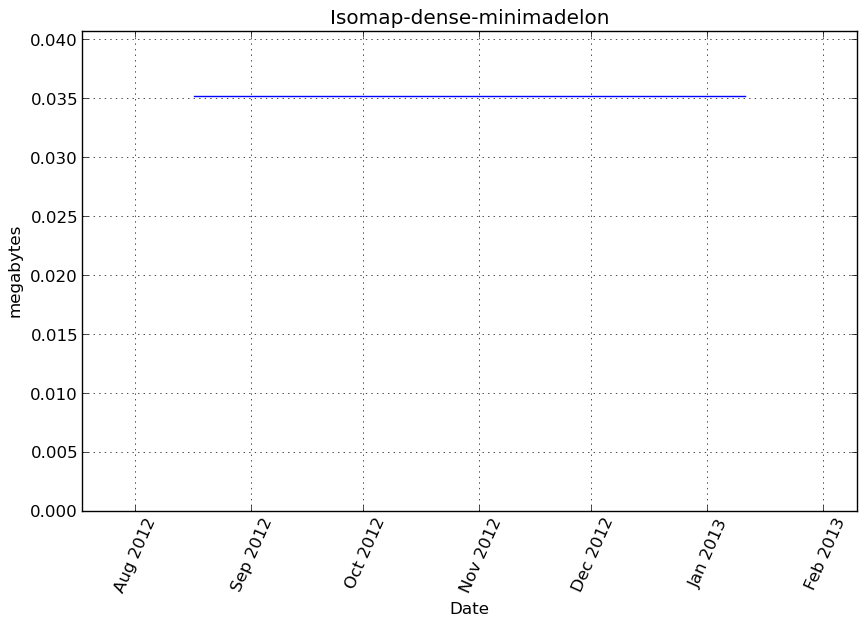 Isomap-dense-minimadelon
0.040
0.035
0.030
0.025
0.020
0.015
0.010
0.005
0.000
megabytes
Aug 2012
Sep 2012
Oct 2012
Nov 2012
Dec 2012
Jan 2013
Feb 2013
Date